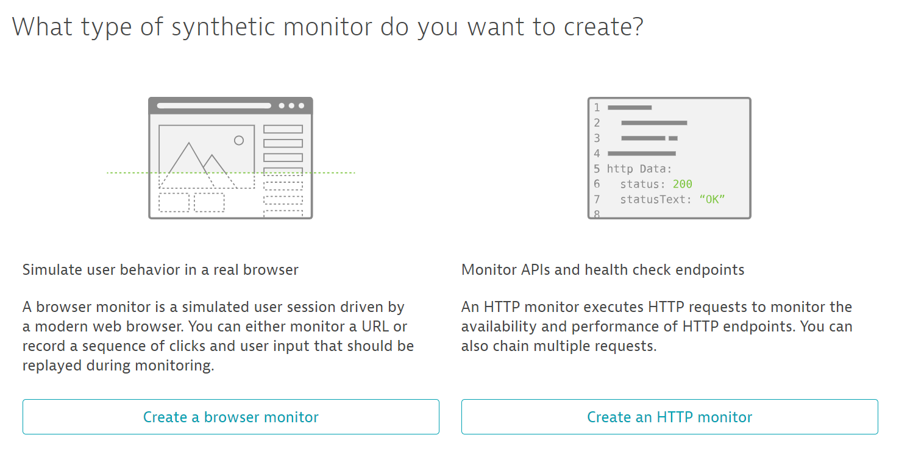 What type of synthetic monitor do you want to create?
1
2
3
4
5 http Data:
6 status: 200
7 statusText: “OK”
8
Simulate user behavior in a real browser
A browser monitor is a simulated user session driven by
a modern web browser. You can either monitor a URL or
record a sequence of clicks and user input that should be
replayed during monitoring.
Create a browser monitor
Monitor APIs and health check endpoints
An HTTP monitor executes HTTP requests to monitor the
availability and performance of HTTP endpoints. You can
also chain multiple requests.
Create an HTTP monitor